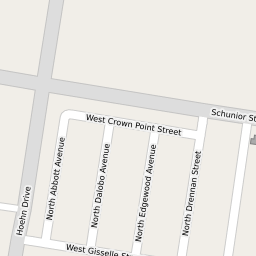 Schunior St
West Crown Point Street
Hoehn Drive
North Abbott Avenue
North Dalobo Avenue
North Edgewood Avenue
North Drennan Street
West Gisselle St